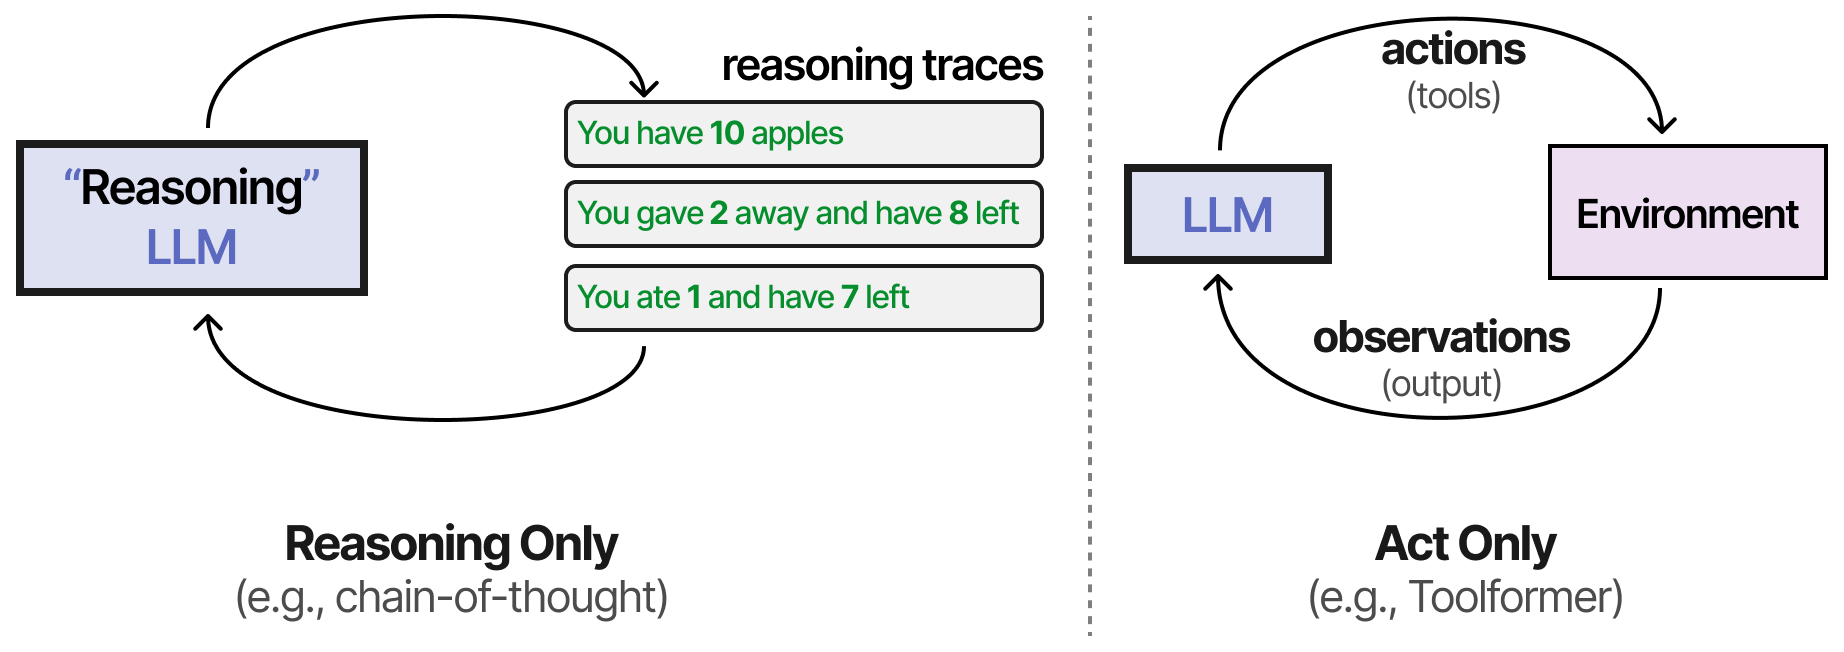 reasoning traces
“Reasoning”
LLM
You have 10 apples
You gave 2 away and have 8 left
You ate 1 and have 7 left
Reasoning Only
(e.g., chain-of-thought)
actions
(tools)
LLM
Environment
observations
(output)
Act Only
(e.g., Toolformer)